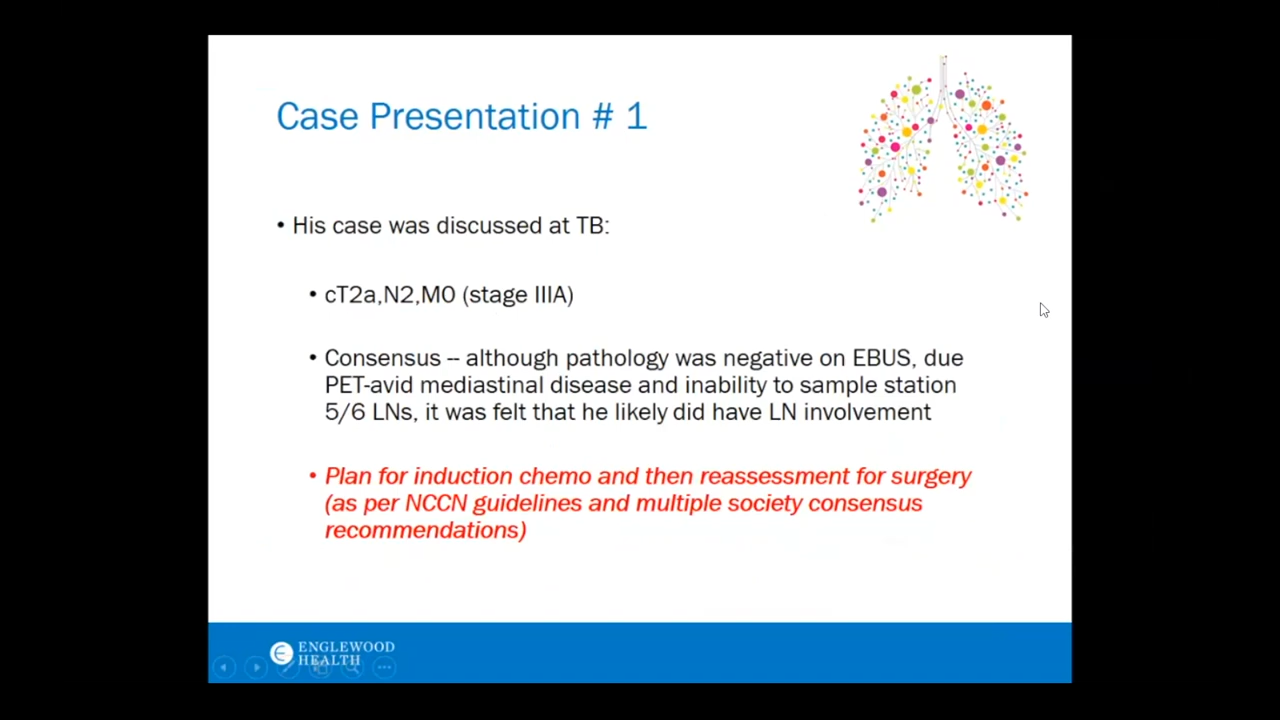 Case Presentation # 1
• His case was discussed at TB:
• cT2a,N2,M0 (stage IIIA)
• Consensus -- although pathology was negative on EBUS, due
PET-avid mediastinal disease and inability to sample station
5/6 LNs, it was felt that he likely did have LN involvement
• Plan for induction chemo and then reassessment for surgery
(as per NCCN guidelines and multiple society consensus
recommendations)
ENGLEWOOD
HEALTH